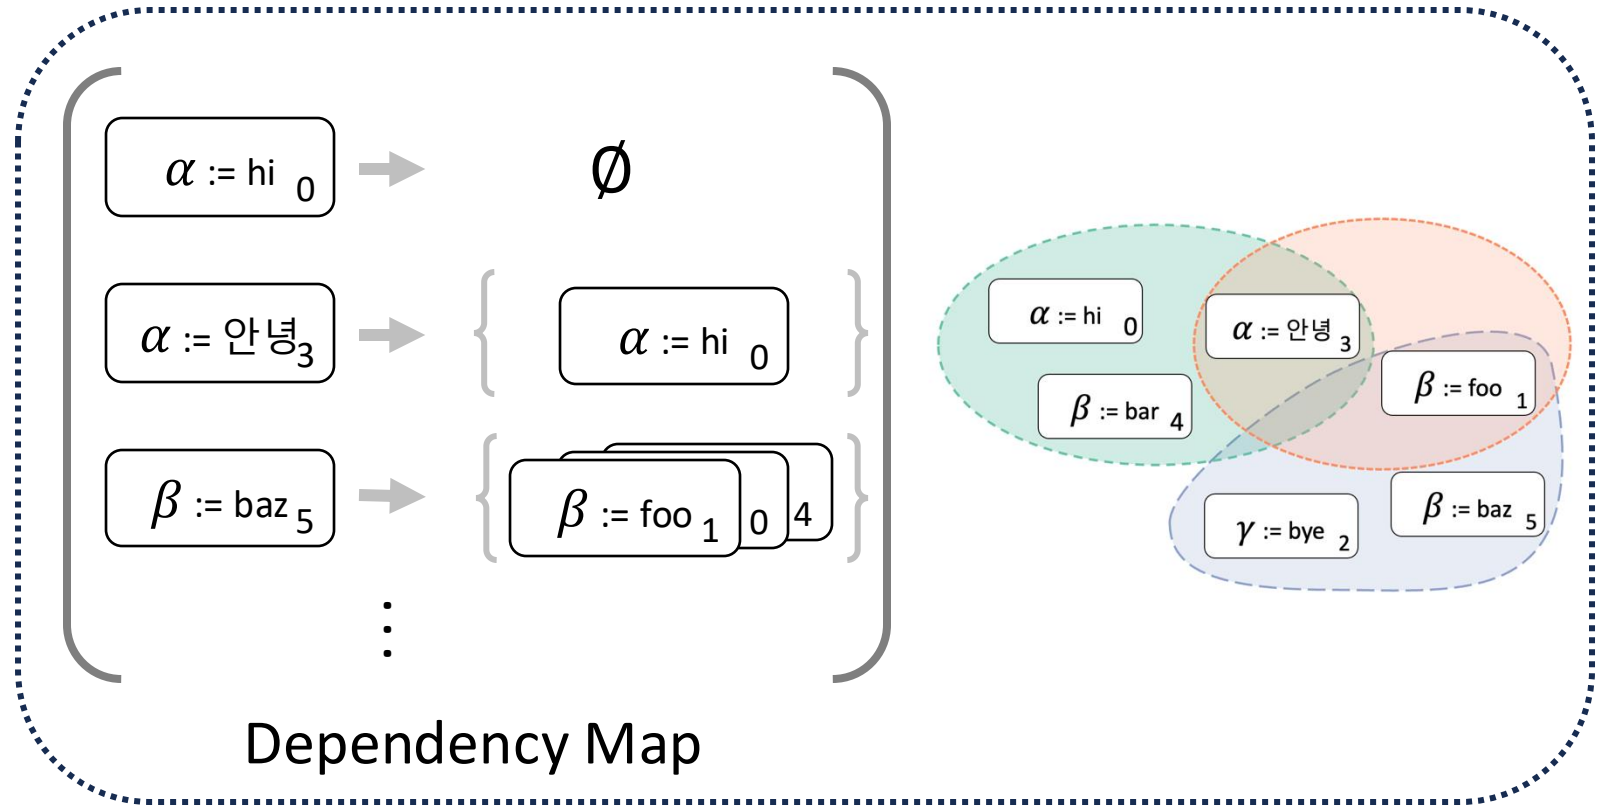 α := hi 0
∅
α := 안녕 3
α := hi 0
β := baz 5
β := foo 1
0
4
⋮
Dependency Map
α := hi 0
α := 안녕 3
β := foo 1
β := bar 4
γ := bye 2
β := baz 5